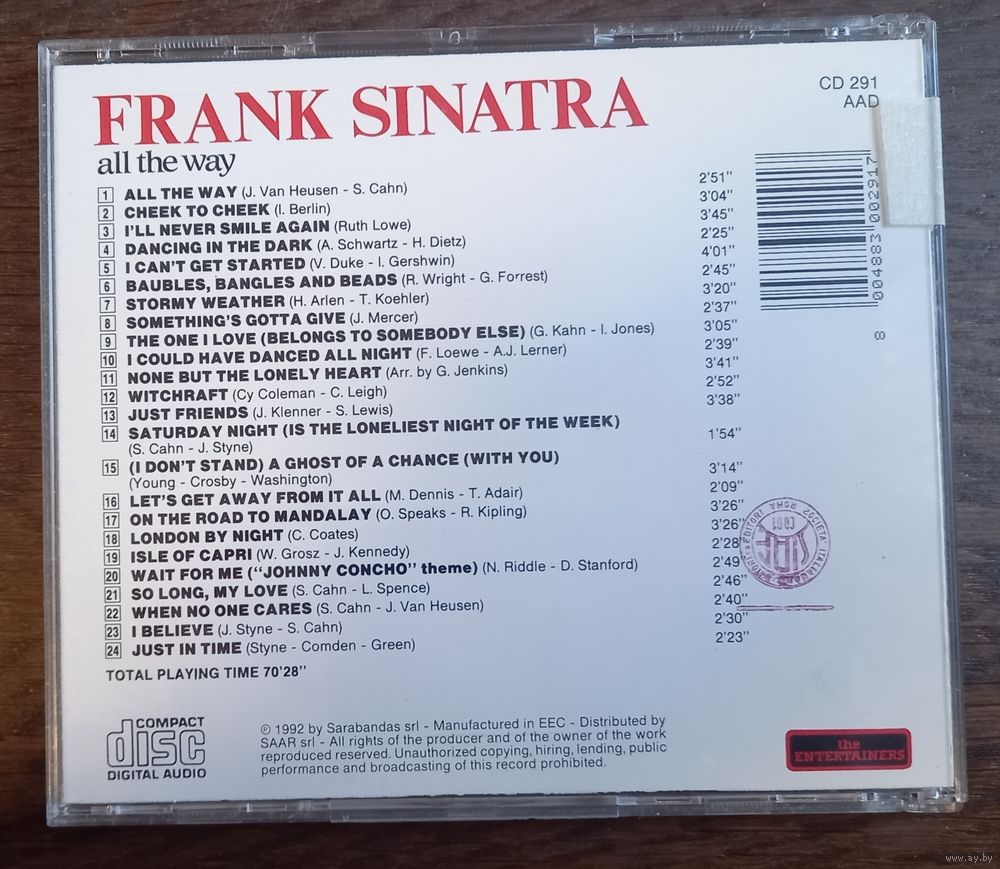 FRANK SINATRA
all the way
CD 291
AAD
1 ALL THE WAY (J. Van Heusen - S. Cahn) 2'51"
2 CHEEK TO CHEEK (I. Berlin) 3'04"
3 I'LL NEVER SMILE AGAIN (Ruth Lowe) 3'45"
4 DANCING IN THE DARK (A. Schwartz - H. Dietz) 2'25"
5 I CAN'T GET STARTED (V. Duke - I. Gershwin) 4'01"
6 BAUBLES, BANGLES AND BEADS (R. Wright - G. Forrest) 2'45"
7 STORMY WEATHER (H. Arlen - T. Koehler) 3'20"
8 SOMETHING'S GOTTA GIVE (J. Mercer) 2'37"
9 THE ONE I LOVE (BELONGS TO SOMEBODY ELSE) (G. Kahn - I. Jones) 3'05"
10 I COULD HAVE DANCED ALL NIGHT (F. Loewe - A.J. Lerner) 2'39"
11 NONE BUT THE LONELY HEART (Arr. by G. Jenkins) 3'41"
12 WITCHRAFT (Cy Coleman - C. Leigh) 2'52"
13 JUST FRIENDS (J. Klenner - S. Lewis) 3'38"
14 SATURDAY NIGHT (IS THE LONELIEST NIGHT OF THE WEEK)
(S. Cahn - J. Styne) 1'54"
15 (I DON'T STAND) A GHOST OF A CHANCE (WITH YOU)
(Young - Crosby - Washington) 3'14"
16 LET'S GET AWAY FROM IT ALL (M. Dennis - T. Adair) 2'09"
17 ON THE ROAD TO MANDALAY (O. Speaks - R. Kipling) 3'26"
18 LONDON BY NIGHT (C. Coates) 3'26"
19 ISLE OF CAPRI (W. Grosz - J. Kennedy) 2'28"
20 WAIT FOR ME ("JOHNNY CONCHO" theme) (N. Riddle - D. Stanford) 2'49"
21 SO LONG, MY LOVE (S. Cahn - L. Spence) 2'46"
22 WHEN NO ONE CARES (S. Cahn - J. Van Heusen) 2'40"
23 I BELIEVE (J. Styne - S. Cahn) 2'30"
24 JUST IN TIME (Styne - Comden - Green) 2'23"
TOTAL PLAYING TIME 70'28"
8 004883 002917
COMPACT
disc
DIGITAL AUDIO
℗ 1992 by Sarabandas srl - Manufactured in EEC - Distributed by
SAAR srl - All rights of the producer and of the owner of the work
reproduced reserved. Unauthorized copying, hiring, lending, public
performance and broadcasting of this record prohibited.
the
ENTERTAINERS
www.ay.by